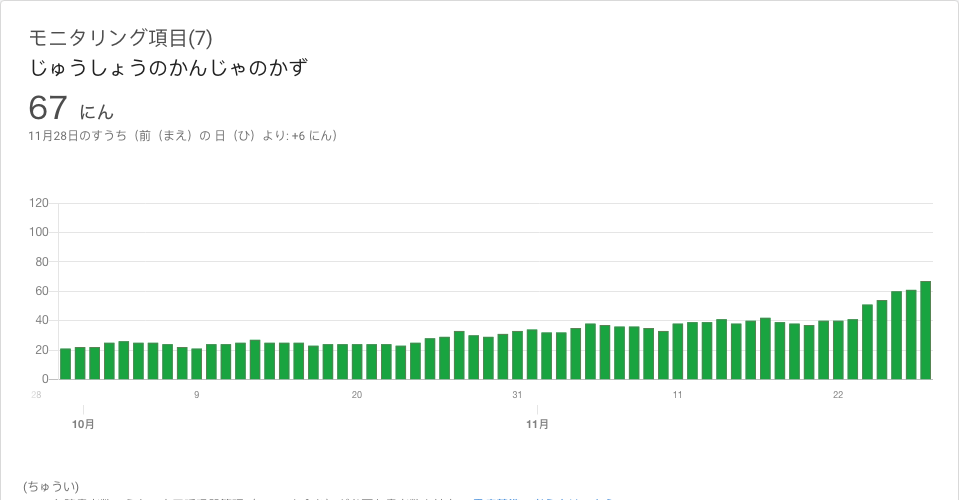 モニタリング項目(7)
じゅうしょうのかんじゃのかず
67 にん
11月28日のすうち（前（まえ）の 日（ひ）より: +6 にん）
120
100
80
60
40
20
0
28 9 20 31 11 22
10月 11月
(ちゅうい)